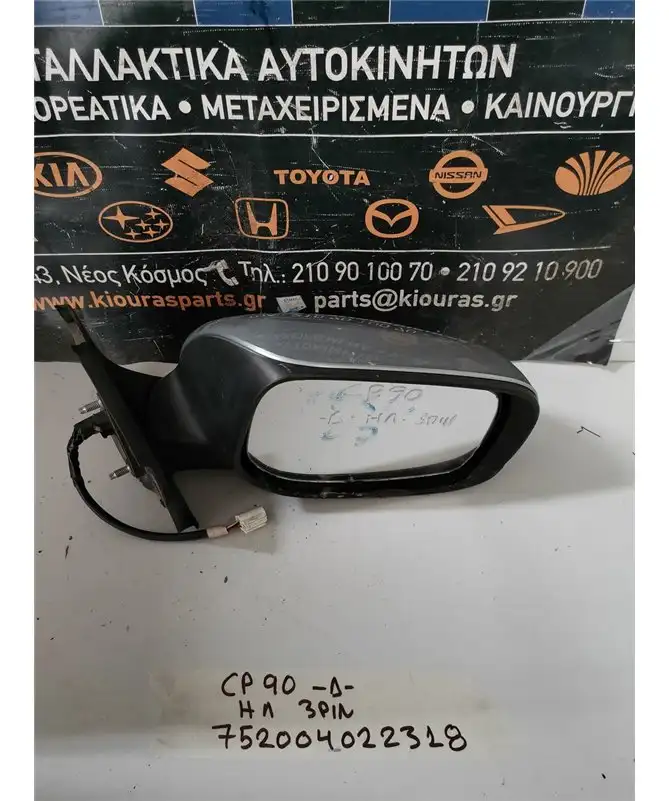 ΤΑΛΛΑΚΤΙΚΑ ΑΥΤΟΚΙΝΗΤΩΝ
ΟΡΕΑΤΙΚΑ • ΜΕΤΑΧΕΙΡΙΣΜΕΝΑ • ΚΑΙΝΟΥΡΓΙ
KIA
TOYOTA
NISSAN
43, Νέος Κόσμος Τηλ.: 210 90 100 70 • 210 92 10 900
www.kiourasparts.gr parts@kiouras.gr
CP90
CP90 -Δ-
ΗΛ 3PIN
752004022318